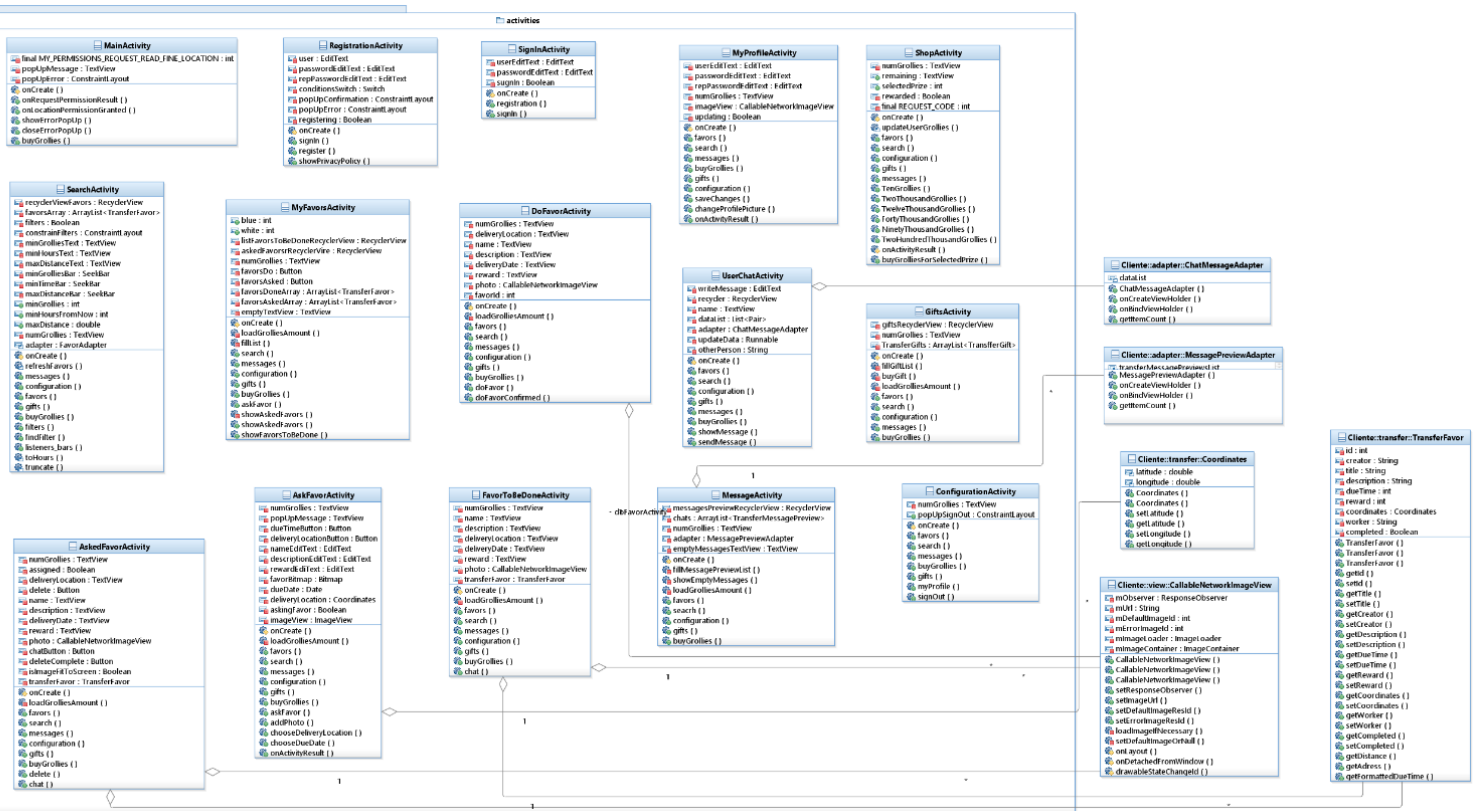 activities
MainActivity
final MY_PERMISSIONS_REQUEST_READ_FINE_LOCATION : int
popUpMessage : TextView
popUpError : ConstraintLayout
onCreate ( )
onRequestPermissionResult ( )
onLocationPermissionGranted ( )
showErrorPopUp ( )
closeErrorPopUp ( )
buyGrollies ( )
RegistrationActivity
user : EditText
passwordEditText : EditText
repPasswordEditText : EditText
conditionsSwitch : Switch
popUpConfirmation : ConstraintLayout
popUpError : ConstraintLayout
registering : Boolean
onCreate ( )
signIn ( )
register ( )
showPrivacyPolicy ( )
SignInActivity
userEditText : EditText
passwordEditText : EditText
sugnIn : Boolean
onCreate ( )
registration ( )
signIn ( )
MyProfileActivity
userEditText : EditText
passwordEditText : EditText
repPasswordEditText : EditText
numGrollies : TextView
imageView : CallableNetworkImageView
updating : Boolean
onCreate ( )
favors ( )
search ( )
messages ( )
buyGrollies ( )
gifts ( )
configuration ( )
saveChanges ( )
changeProfilePicture ( )
onActivityResult ( )
ShopActivity
numGrollies : TextView
remaining : TextView
selectedPrize : int
rewarded : Boolean
final REQUEST_CODE : int
onCreate ( )
updateUserGrollies ( )
favors ( )
search ( )
configuration ( )
gifts ( )
messages ( )
TenGrollies ( )
TwoThousandGrollies ( )
TwelveThousandGrollies ( )
FortyThousandGrollies ( )
NinetyThousandGrollies ( )
TwoHundredThousandGrollies ( )
onActivityResult ( )
buyGrolliesForSelectedPrize ( )
SearchActivity
recyclerViewFavors : RecyclerView
favorsArray : ArrayList<TransferFavor>
filters : Boolean
constrainFilters : ConstraintLayout
minGrolliesText : TextView
minHoursText : TextView
maxDistanceText : TextView
minGrolliesBar : SeekBar
minTimeBar : SeekBar
maxDistanceBar : SeekBar
minGrollies : int
minHoursFromNow : int
maxDistance : double
numGrollies : TextView
adapter : FavorAdapter
onCreate ( )
refreshFavors ( )
messages ( )
configuration ( )
favors ( )
gifts ( )
buyGrollies ( )
filters ( )
findFilter ( )
listeners_bars ( )
toHours ( )
truncate ( )
MyFavorsActivity
blue : int
white : int
listFavorsToBeDoneRecyclerView : RecyclerView
askedFavorsrRecyclerVire : RecyclerView
numGrollies : TextView
favorsDo : Button
favorsAsked : Button
favorsDoneArray : ArrayList<TransferFavor>
favorsAskedArray : ArrayList<TransferFavor>
emptyTextView : TextView
onCreate ( )
loadGrolliesAmount ( )
fillList ( )
search ( )
messages ( )
configuration ( )
gifts ( )
buyGrollies ( )
askFavor ( )
showAskedFavors ( )
showAskedFavors ( )
showFavorsToBeDone ( )
DoFavorActivity
numGrollies : TextView
deliveryLocation : TextView
name : TextView
description : TextView
deliveryDate : TextView
reward : TextView
photo : CallableNetworkImageView
favorId : int
onCreate ( )
loadGrolliesAmount ( )
favors ( )
search ( )
messages ( )
configuration ( )
gifts ( )
buyGrollies ( )
doFavor ( )
doFavorConfirmed ( )
UserChatActivity
writeMessage : EditText
recycler : RecyclerView
name : TextView
dataList : List<Pair>
adapter : ChatMessageAdapter
updateData : Runnable
otherPerson : String
onCreate ( )
favors ( )
search ( )
configuration ( )
gifts ( )
messages ( )
buyGrollies ( )
showMessage ( )
sendMessage ( )
GiftsActivity
giftsRecyclerView : RecyclerView
numGrollies : TextView
TransferGifts : ArrayList<TransfferGift>
onCreate ( )
fillGiftList ( )
buyGift ( )
loadGrolliesAmount ( )
favors ( )
search ( )
configuration ( )
messages ( )
buyGrollies ( )
Cliente::adapter::ChatMessageAdapter
dataList
ChatMessageAdapter ( )
onCreateViewHolder ( )
onBindViewHolder ( )
getItemCount ( )
Cliente::adapter::MessagePreviewAdapter
transferMessagePreviewsList
MessagePreviewAdapter ( )
onCreateViewHolder ( )
onBindViewHolder ( )
getItemCount ( )
*
1
Cliente::transfer::Coordinates
latitude : double
longitude : double
Coordinates ( )
Coordinates ( )
setLatitude ( )
getLatitude ( )
setLongitude ( )
getLongitude ( )
Cliente::transfer::TransferFavor
id : int
creator : String
title : String
description : String
dueTime : int
reward : int
coordinates : Coordinates
worker : String
completed : Boolean
TransferFavor ( )
TransferFavor ( )
TransferFavor ( )
getId ( )
setId ( )
getTitle ( )
setTitle ( )
getCreator ( )
setCreator ( )
getDescription ( )
setDescription ( )
getDueTime ( )
setDueTime ( )
getReward ( )
setReward ( )
getCoordinates ( )
setCoordinates ( )
getWorker ( )
setWorker ( )
getCompleted ( )
setCompleted ( )
getDistance ( )
getAdress ( )
getFormattedDueTime ( )
AskedFavorActivity
numGrollies : TextView
assigned : Boolean
deliveryLocation : TextView
delete : Button
name : TextView
description : TextView
deliveryDate : TextView
reward : TextView
photo : CallableNetworkImageView
chatButton : Button
deleteComplete : Button
isImageFitToScreen : Boolean
transferFavor : TransferFavor
onCreate ( )
loadGrolliesAmount ( )
favors ( )
search ( )
messages ( )
configuration ( )
gifts ( )
buyGrollies ( )
delete ( )
chat ( )
AskFavorActivity
numGrollies : TextView
popUpMessage : TextView
dueTimeButton : Button
deliveryLocationButton : Button
nameEditText : EditText
descriptionEditText : EditText
rewardEditText : EditText
favorBitmap : Bitmap
dueDate : Date
deliveryLocation : Coordinates
askingFavor : Boolean
imageView : ImageView
onCreate ( )
loadGrolliesAmount ( )
favors ( )
search ( )
messages ( )
configuration ( )
gifts ( )
buyGrollies ( )
askFavor ( )
addPhoto ( )
chooseDeliveryLocation ( )
chooseDueDate ( )
onActivityResult ( )
FavorToBeDoneActivity
numGrollies : TextView
name : TextView
description : TextView
deliveryLocation : TextView
deliveryDate : TextView
reward : TextView
photo : CallableNetworkImageView
transferFavor : TransferFavor
onCreate ( )
loadGrolliesAmount ( )
favors ( )
search ( )
messages ( )
configuration ( )
gifts ( )
buyGrollies ( )
chat ( )
MessageActivity
messagesPreviewRecyclerView : RecyclerView
chats : ArrayList<TransferMessagePreview>
numGrollies : TextView
adapter : MessagePreviewAdapter
emptyMessagesTextView : TextView
onCreate ( )
fillMessagePreviewList ( )
showEmptyMessages ( )
loadGrolliesAmount ( )
favors ( )
seacrh ( )
configuration ( )
gifts ( )
buyGrollies ( )
ConfigurationActivity
numGrollies : TextView
popUpSignOut : ConstraintLayout
onCreate ( )
favors ( )
search ( )
messages ( )
buyGrollies ( )
gifts ( )
myProfile ( )
signOut ( )
Cliente::view::CallableNetworkImageView
mObserver : ResponseObserver
mUrl : String
mDefaultImageId : int
mErrorImageId : int
mImageLoader : ImageLoader
mImageContainer : ImageContainer
CallableNetworkImageView ( )
CallableNetworkImageView ( )
CallableNetworkImageView ( )
setResponseObserver ( )
setImageUrl ( )
setDefaultImageResId ( )
setErrorImageResId ( )
loadImageIfNecessary ( )
setDefaultImageOrNull ( )
onLayout ( )
onDetachedFromWindow ( )
drawableStateChangeId ( )
*
*
1
*
1
1
*
1
*